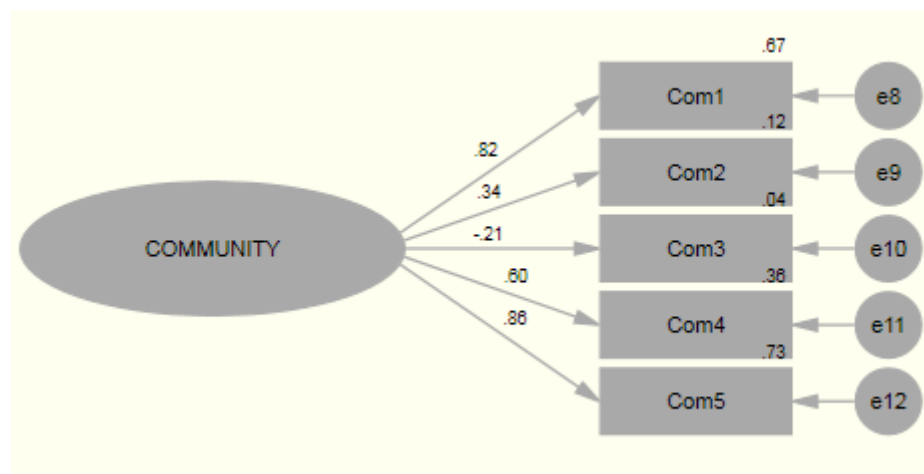 .67
Com1
e8
.12
.82
Com2
e9
.34
.04
-.21
COMMUNITY
Com3
e10
.36
.60
Com4
e11
.86
.73
Com5
e12